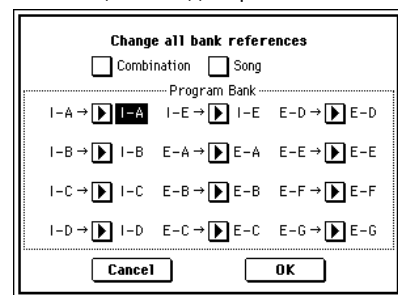 Change all bank references
Combination Song
Program Bank
I-A → I-A I-E → I-E E-D → E-D
I-B → I-B E-A → E-A E-E → E-E
I-C → I-C E-B → E-B E-F → E-F
I-D → I-D E-C → E-C E-G → E-G
Cancel OK